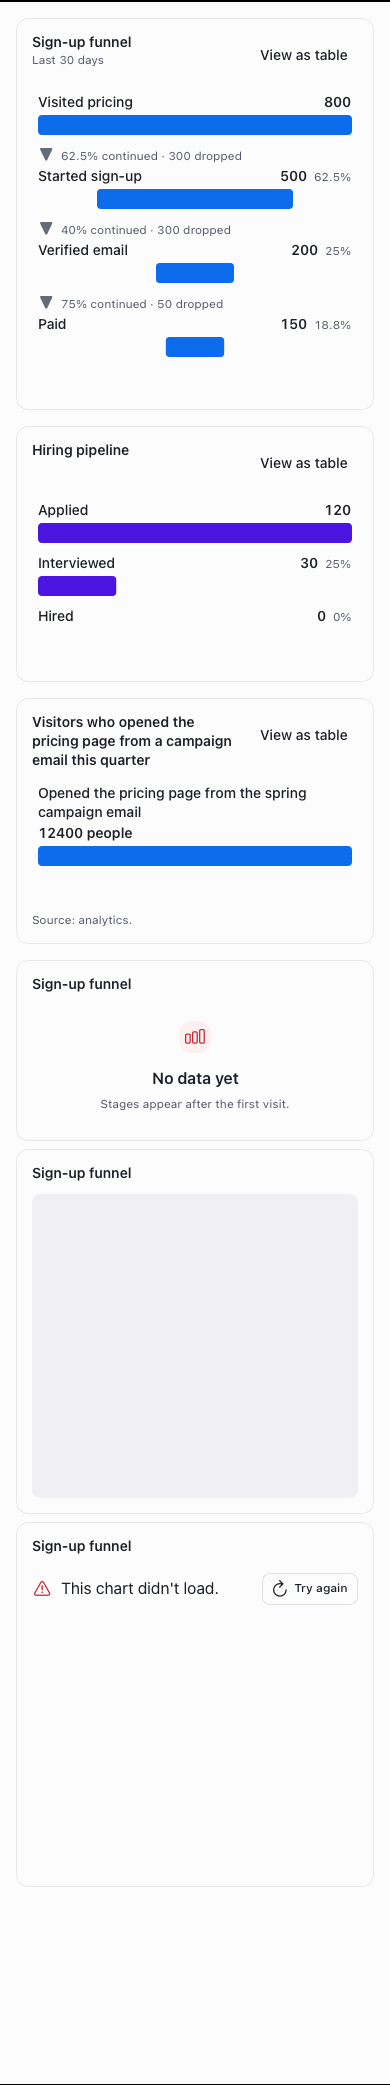 Sign-up funnel
Last 30 days
View as table
Visited pricing 800
62.5% continued · 300 dropped
Started sign-up 500 62.5%
40% continued · 300 dropped
Verified email 200 25%
75% continued · 50 dropped
Paid 150 18.8%
Hiring pipeline
View as table
Applied 120
Interviewed 30 25%
Hired 0 0%
Visitors who opened the
pricing page from a campaign
email this quarter
View as table
Opened the pricing page from the spring
campaign email
12400 people
Source: analytics.
Sign-up funnel
No data yet
Stages appear after the first visit.
Sign-up funnel
Sign-up funnel
This chart didn't load.
Try again